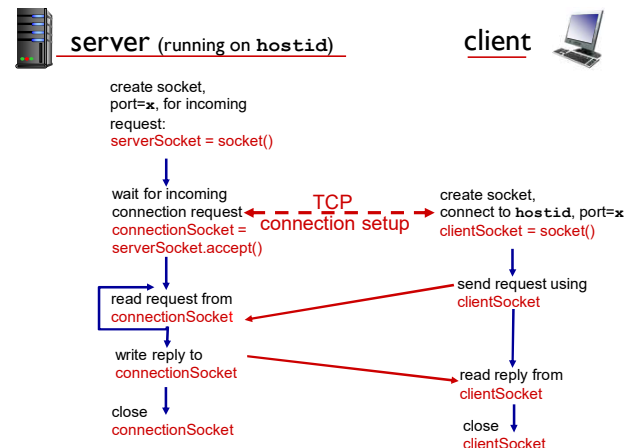 server (running on hostid)
client
create socket,
port=x, for incoming
request:
serverSocket = socket()
wait for incoming
connection request
connectionSocket =
serverSocket.accept()
TCP
connection setup
create socket,
connect to hostid, port=x
clientSocket = socket()
read request from
connectionSocket
send request using
clientSocket
write reply to
connectionSocket
read reply from
clientSocket
close
connectionSocket
close
clientSocket